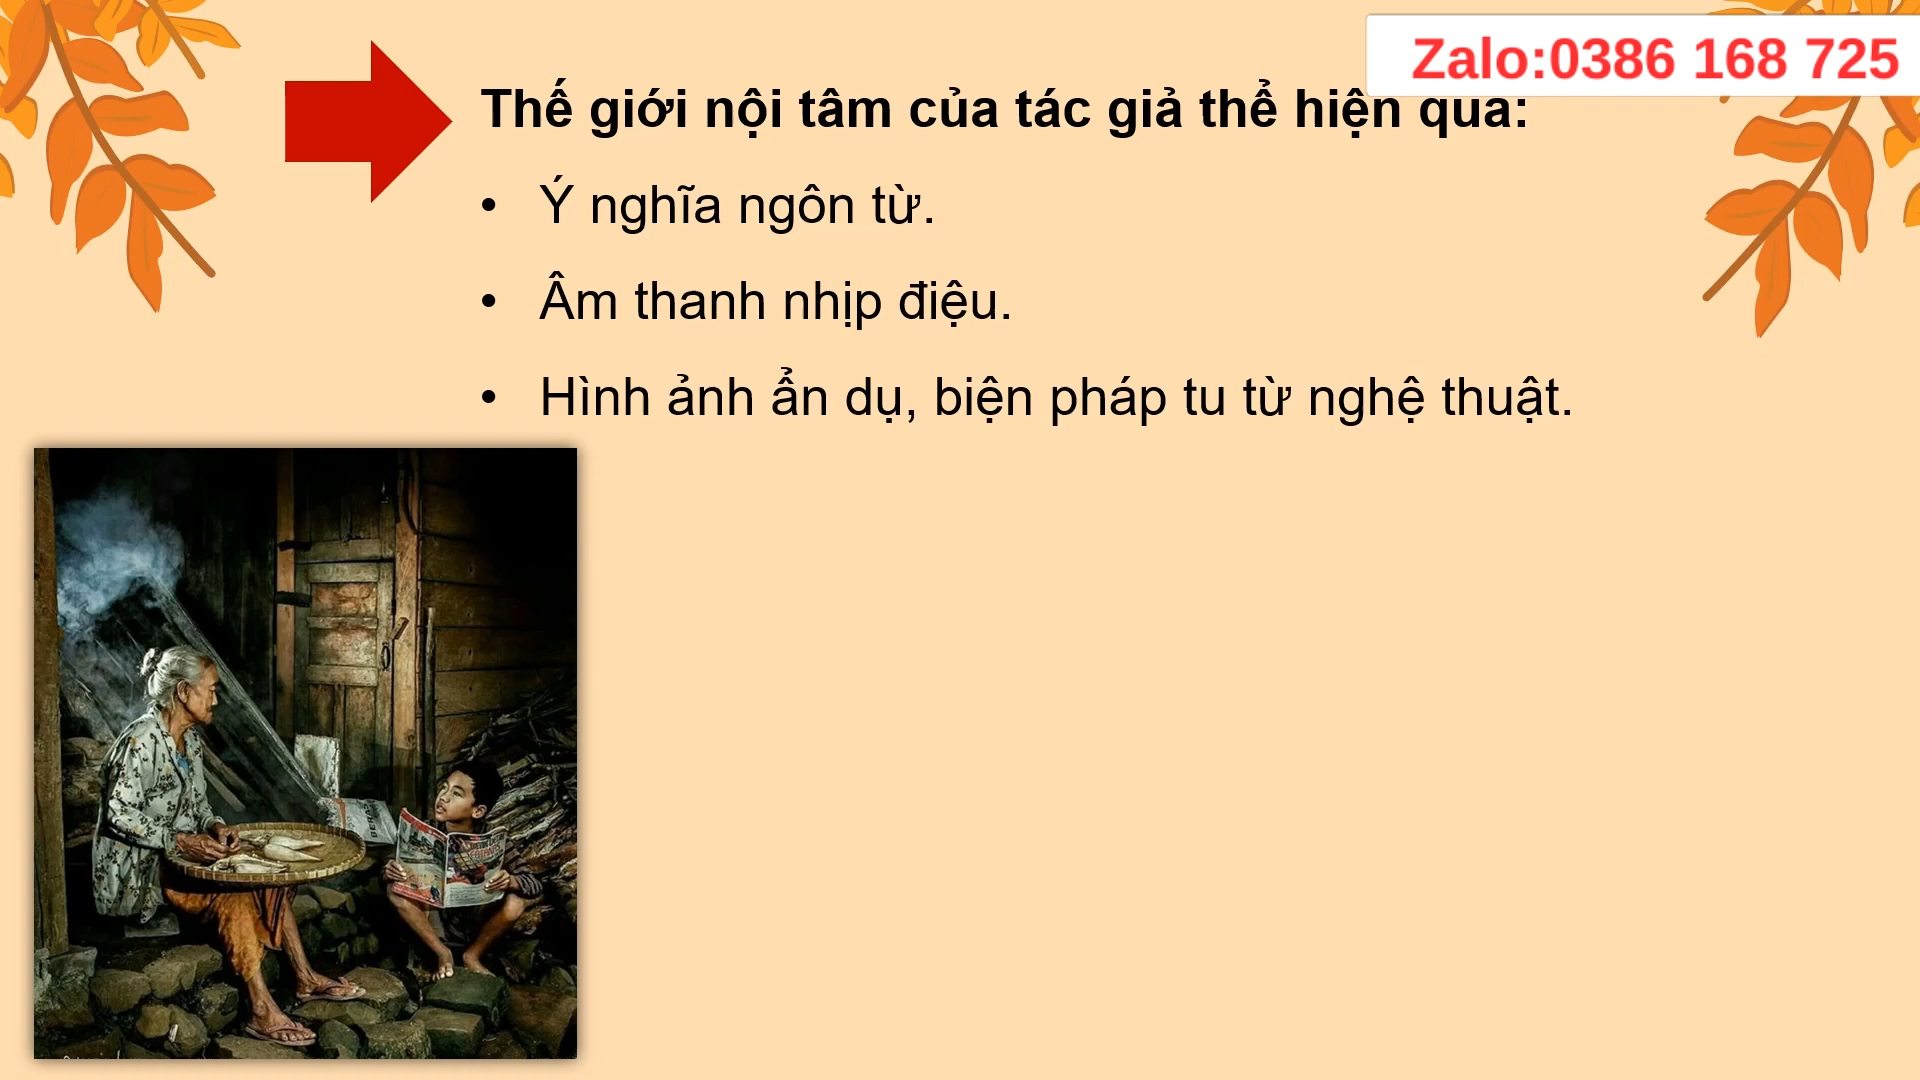 Zalo:0386 168 725
Thế giới nội tâm của tác giả thể hiện qua:
• Ý nghĩa ngôn từ.
• Âm thanh nhịp điệu.
• Hình ảnh ẩn dụ, biện pháp tu từ nghệ thuật.